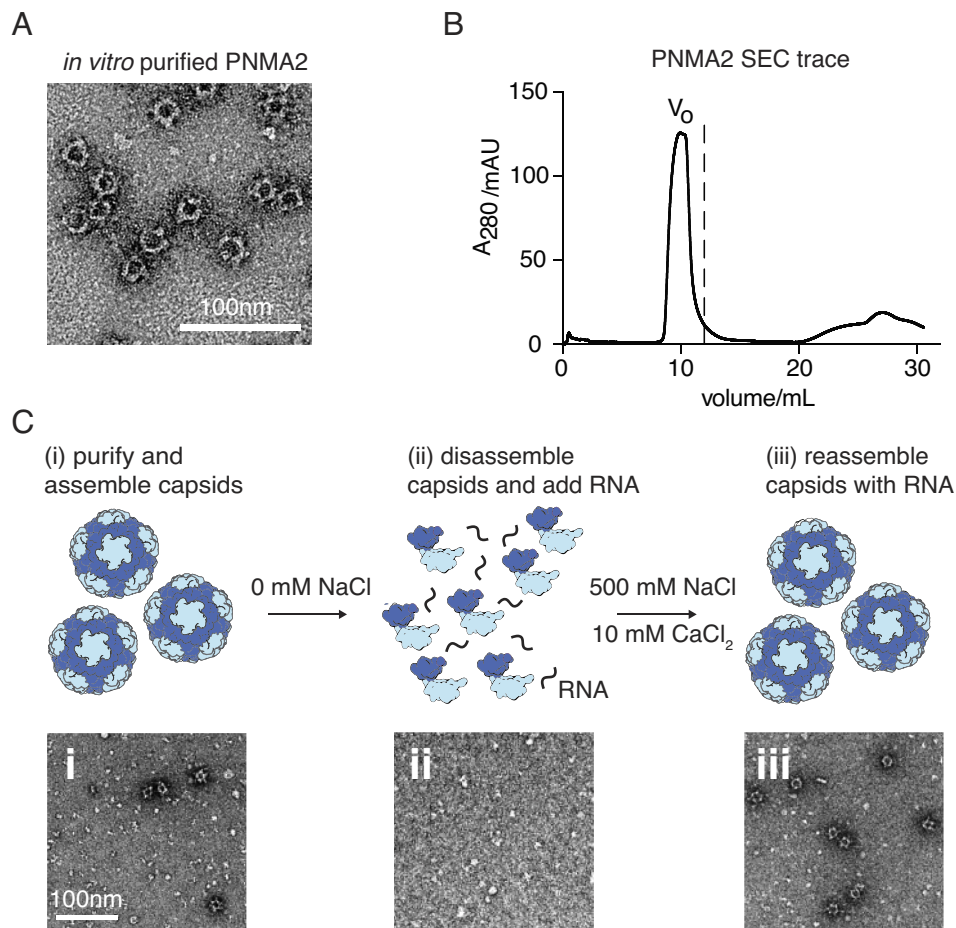 A
in vitro purified PNMA2
100nm
B
PNMA2 SEC trace
150
100
50
0
A280/mAU
Vo
0
10
20
30
volume/mL
C
(i) purify and
assemble capsids
0 mM NaCl
(ii) disassemble
capsids and add RNA
RNA
500 mM NaCl
10 mM CaCl2
(iii) reassemble
capsids with RNA
i
100nm
ii
iii